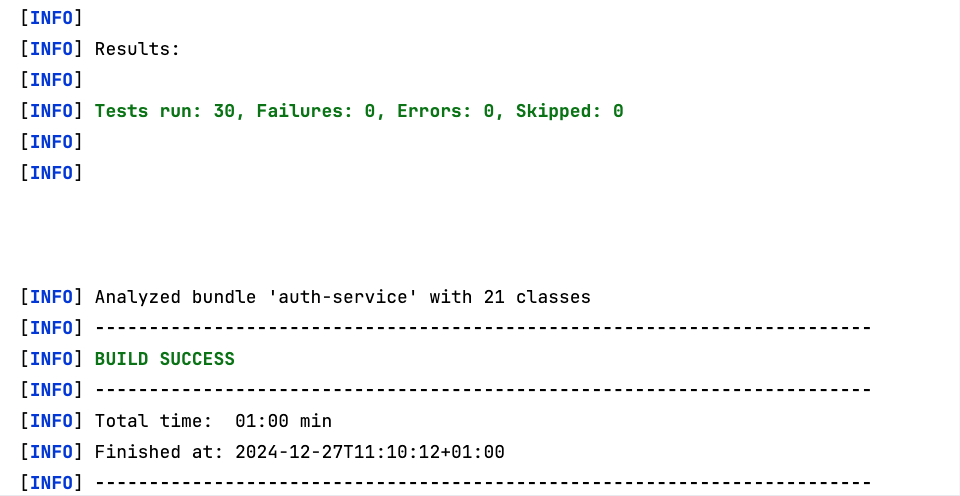 [INFO]
[INFO] Results:
[INFO]
[INFO] Tests run: 30, Failures: 0, Errors: 0, Skipped: 0
[INFO]
[INFO]
[INFO] Analyzed bundle 'auth-service' with 21 classes
[INFO] ------------------------------------------------------------------------
[INFO] BUILD SUCCESS
[INFO] ------------------------------------------------------------------------
[INFO] Total time:  01:00 min
[INFO] Finished at: 2024-12-27T11:10:12+01:00
[INFO] ------------------------------------------------------------------------